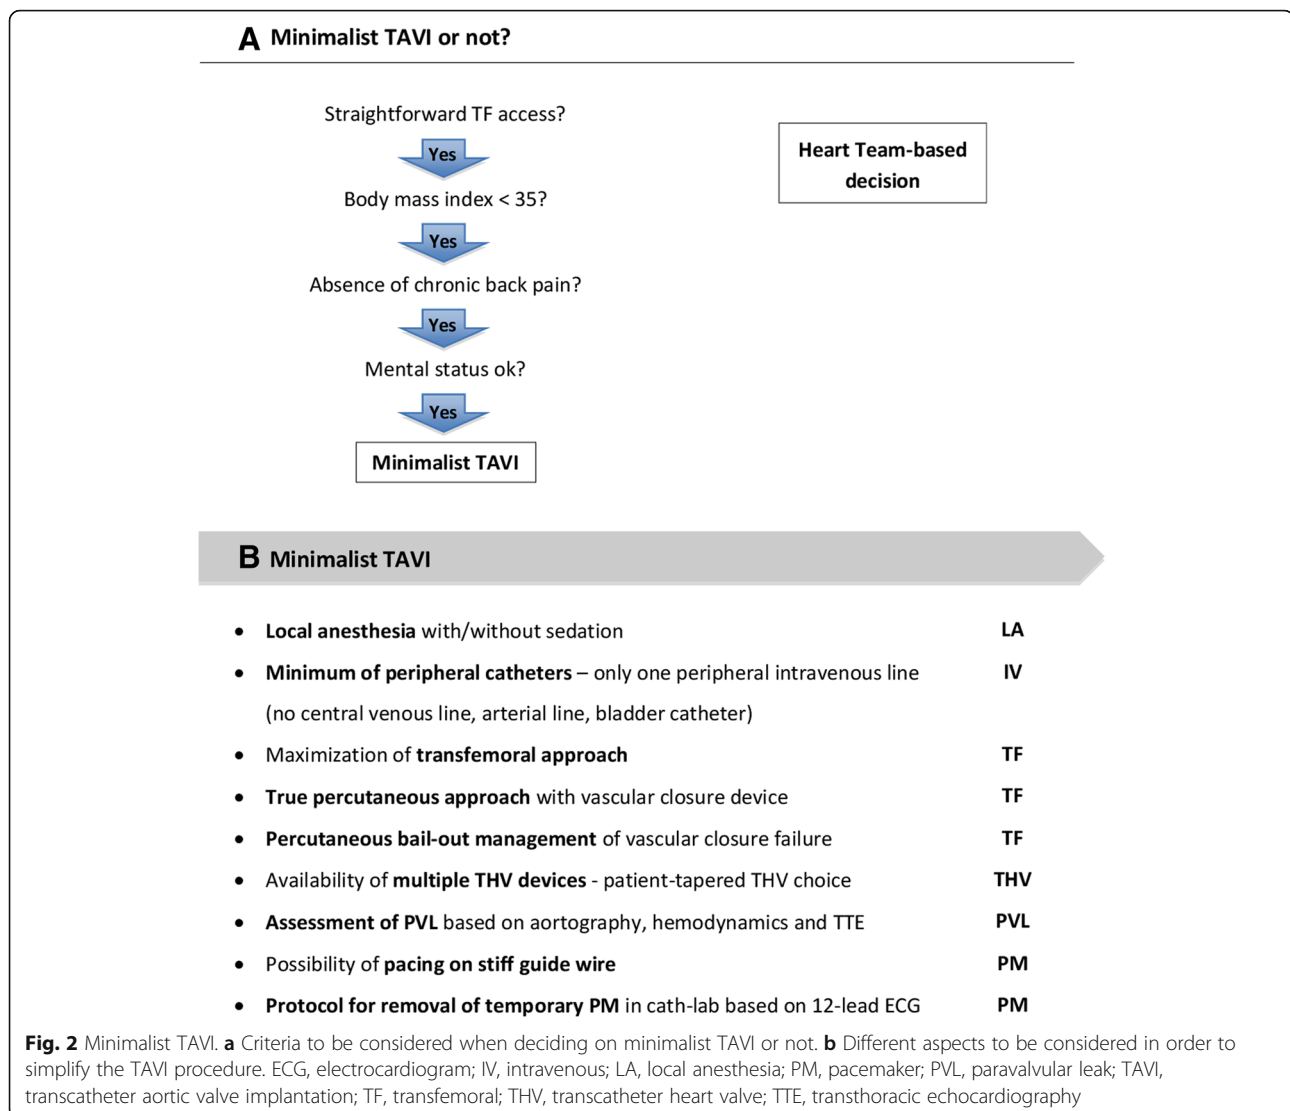 A Minimalist TAVI or not?
Straightforward TF access?
Yes
Body mass index < 35?
Yes
Absence of chronic back pain?
Yes
Mental status ok?
Yes
Minimalist TAVI
Heart Team-based
decision
B Minimalist TAVI
• Local anesthesia with/without sedation LA
• Minimum of peripheral catheters – only one peripheral intravenous line IV
(no central venous line, arterial line, bladder catheter)
• Maximization of transfemoral approach TF
• True percutaneous approach with vascular closure device TF
• Percutaneous bail-out management of vascular closure failure TF
• Availability of multiple THV devices - patient-tapered THV choice THV
• Assessment of PVL based on aortography, hemodynamics and TTE PVL
• Possibility of pacing on stiff guide wire PM
• Protocol for removal of temporary PM in cath-lab based on 12-lead ECG PM
Fig. 2 Minimalist TAVI. a Criteria to be considered when deciding on minimalist TAVI or not. b Different aspects to be considered in order to
simplify the TAVI procedure. ECG, electrocardiogram; IV, intravenous; LA, local anesthesia; PM, pacemaker; PVL, paravalvular leak; TAVI,
transcatheter aortic valve implantation; TF, transfemoral; THV, transcatheter heart valve; TTE, transthoracic echocardiography